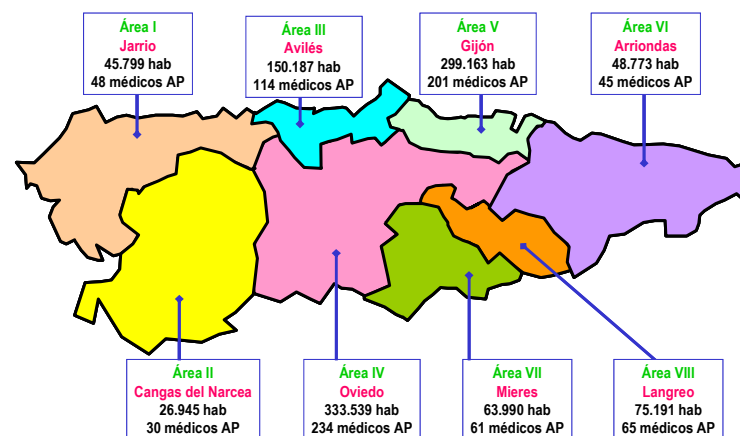 Área I
Jarrio
45.799 hab
48 médicos AP
Área III
Avilés
150.187 hab
114 médicos AP
Área V
Gijón
299.163 hab
201 médicos AP
Área VI
Arriondas
48.773 hab
45 médicos AP
Área II
Cangas del Narcea
26.945 hab
30 médicos AP
Área IV
Oviedo
333.539 hab
234 médicos AP
Área VII
Mieres
63.990 hab
61 médicos AP
Área VIII
Langreo
75.191 hab
65 médicos AP